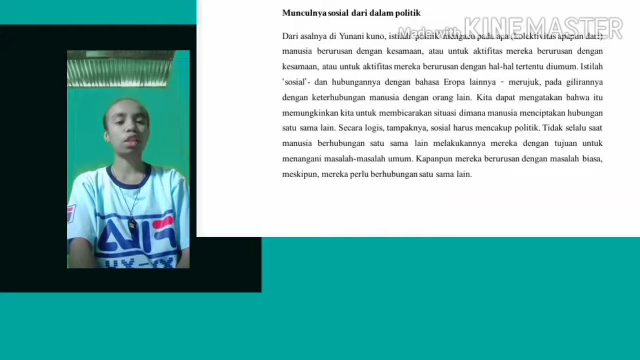 Munculnya sosial dari dalam politik
Made with KINEMASTER
Dari asalnya di Yunani kuno, istilah 'politik' mengacu pada apa (kolektivitas apapun dari)
manusia berurusan dengan kesamaan, atau untuk aktifitas mereka berurusan dengan
kesamaan, atau untuk aktifitas mereka berurusan dengan hal-hal tertentu diumum. Istilah
'sosial'- dan hubungannya dengan bahasa Eropa lainnya - merujuk, pada gilirannya
dengan keterhubungan manusia dengan orang lain. Kita dapat mengatakan bahwa itu
memungkinkan kita untuk membicarakan situasi dimana manusia menciptakan hubungan
satu sama lain. Secara logis, tampaknya, sosial harus mencakup politik. Tidak selalu saat
manusia berhubungan satu sama lain melakukannya mereka dengan tujuan untuk
menangani masalah-masalah umum. Kapanpun mereka berurusan dengan masalah biasa,
meskipun, mereka perlu berhubungan satu sama lain.